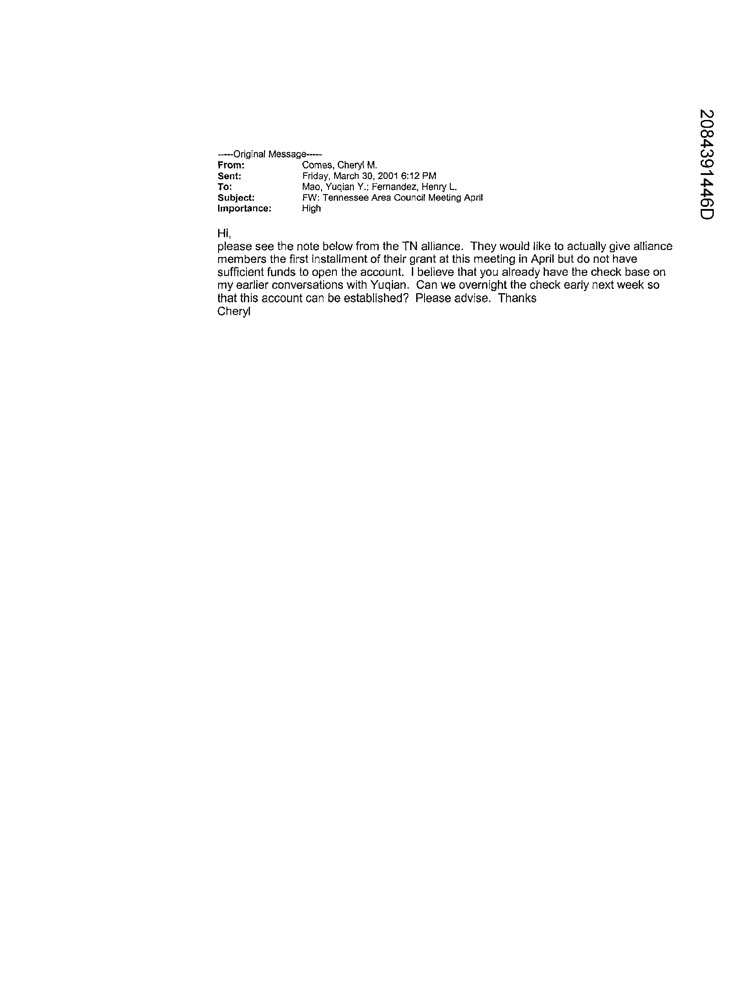 -----Original Message-----
From: Comes, Cheryl M.
Sent: Friday, March 30, 2001 6:12 PM
To: Mao, Yuqian Y.; Fernandez, Henry L.
Subject: FW: Tennessee Area Council Meeting April
Importance: High
Hi,
please see the note below from the TN alliance. They would like to actually give alliance
members the first installment of their grant at this meeting in April but do not have
sufficient funds to open the account. I believe that you already have the check base on
my earlier conversations with Yuqian. Can we overnight the check early next week so
that this account can be established? Please advise. Thanks
Cheryl
2084391446D